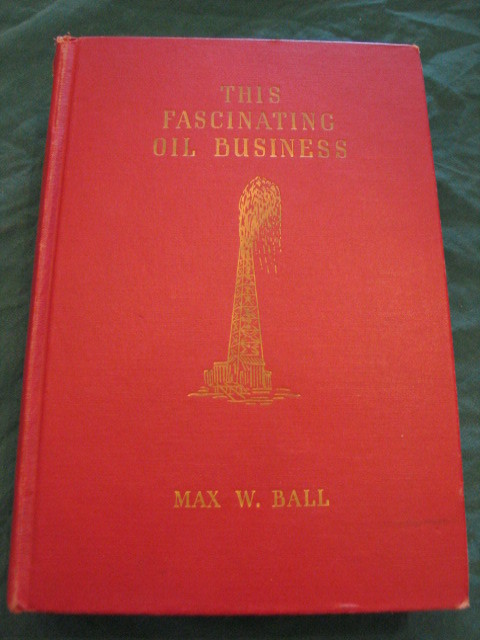 THIS
FASCINATING
OIL BUSINESS
MAX W. BALL